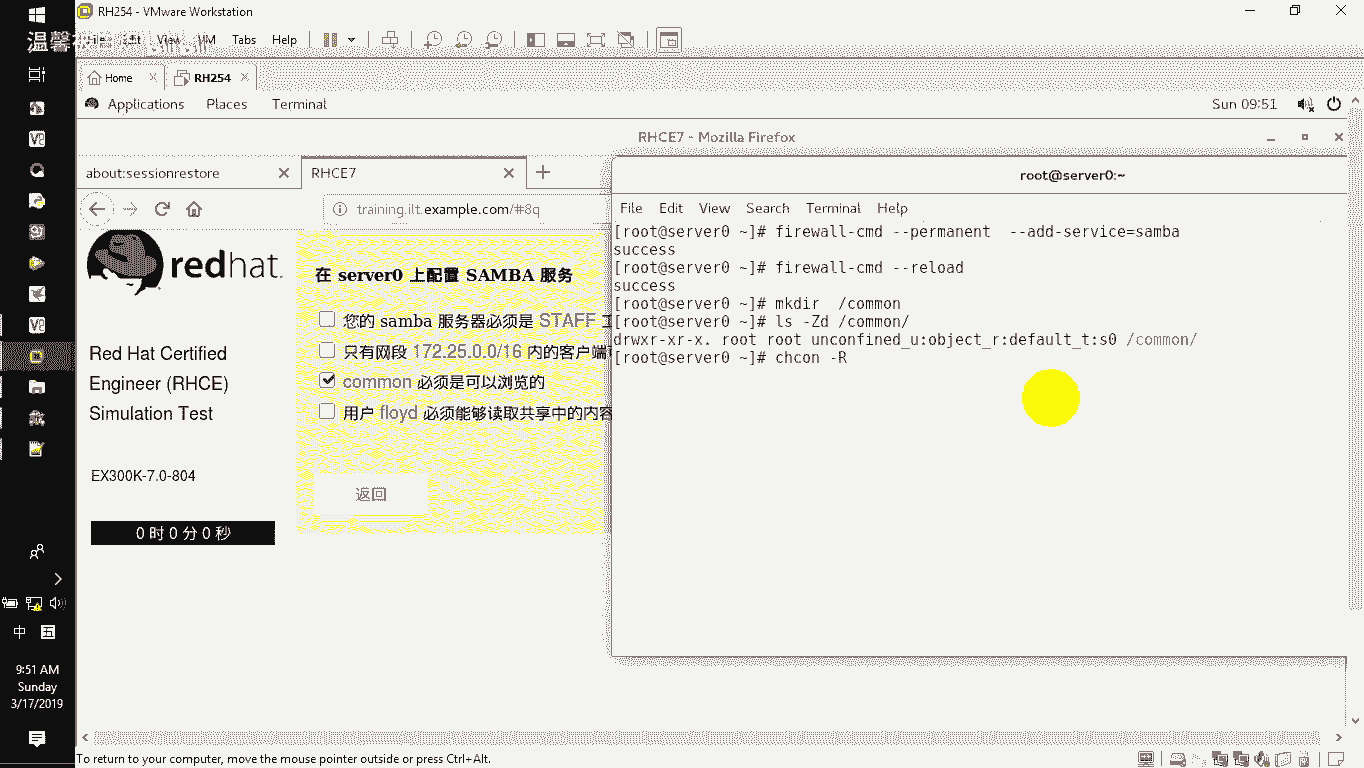 RH254 - VMware Workstation
温馨
View VM Tabs Help
Home
RH254
Applications Places Terminal
Sun 09:51
RHCE7 - Mozilla Firefox
about:sessionrestore
RHCE7
training.ilt.example.com/#8q
redhat.
Red Hat Certified
Engineer (RHCE)
Simulation Test
EX300K-7.0-804
0 时 0 分 0 秒
在 server0 上配置 SAMBA 服务
您的 samba 服务器必须是 STAFF
只有网段 172.25.0.0/16 内的客户端
common 必须是可以浏览的
用户 floyd 必须能够读取共享中的内容
返回
root@server0:~
File Edit View Search Terminal Help
[root@server0 ~]# firewall-cmd --permanent  --add-service=samba
success
[root@server0 ~]# firewall-cmd --reload
success
[root@server0 ~]# mkdir  /common
[root@server0 ~]# ls -Zd /common/
drwxr-xr-x. root root unconfined_u:object_r:default_t:s0 /common/
[root@server0 ~]# chcon -R
中
五
9:51 AM
Sunday
3/17/2019
To return to your computer, move the mouse pointer outside or press Ctrl+Alt.